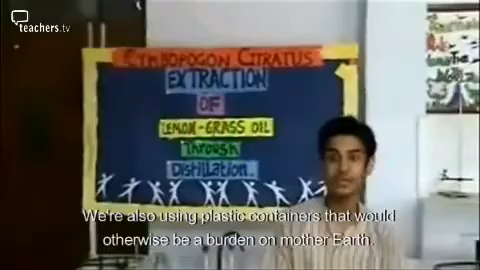 teachers.tv
CYMBOPOGON CITRATUS
EXTRACTION
OF
LEMON-GRASS OIL
THROUGH
DISTILLATION.
We're also using plastic containers that would
otherwise be a burden on mother Earth.